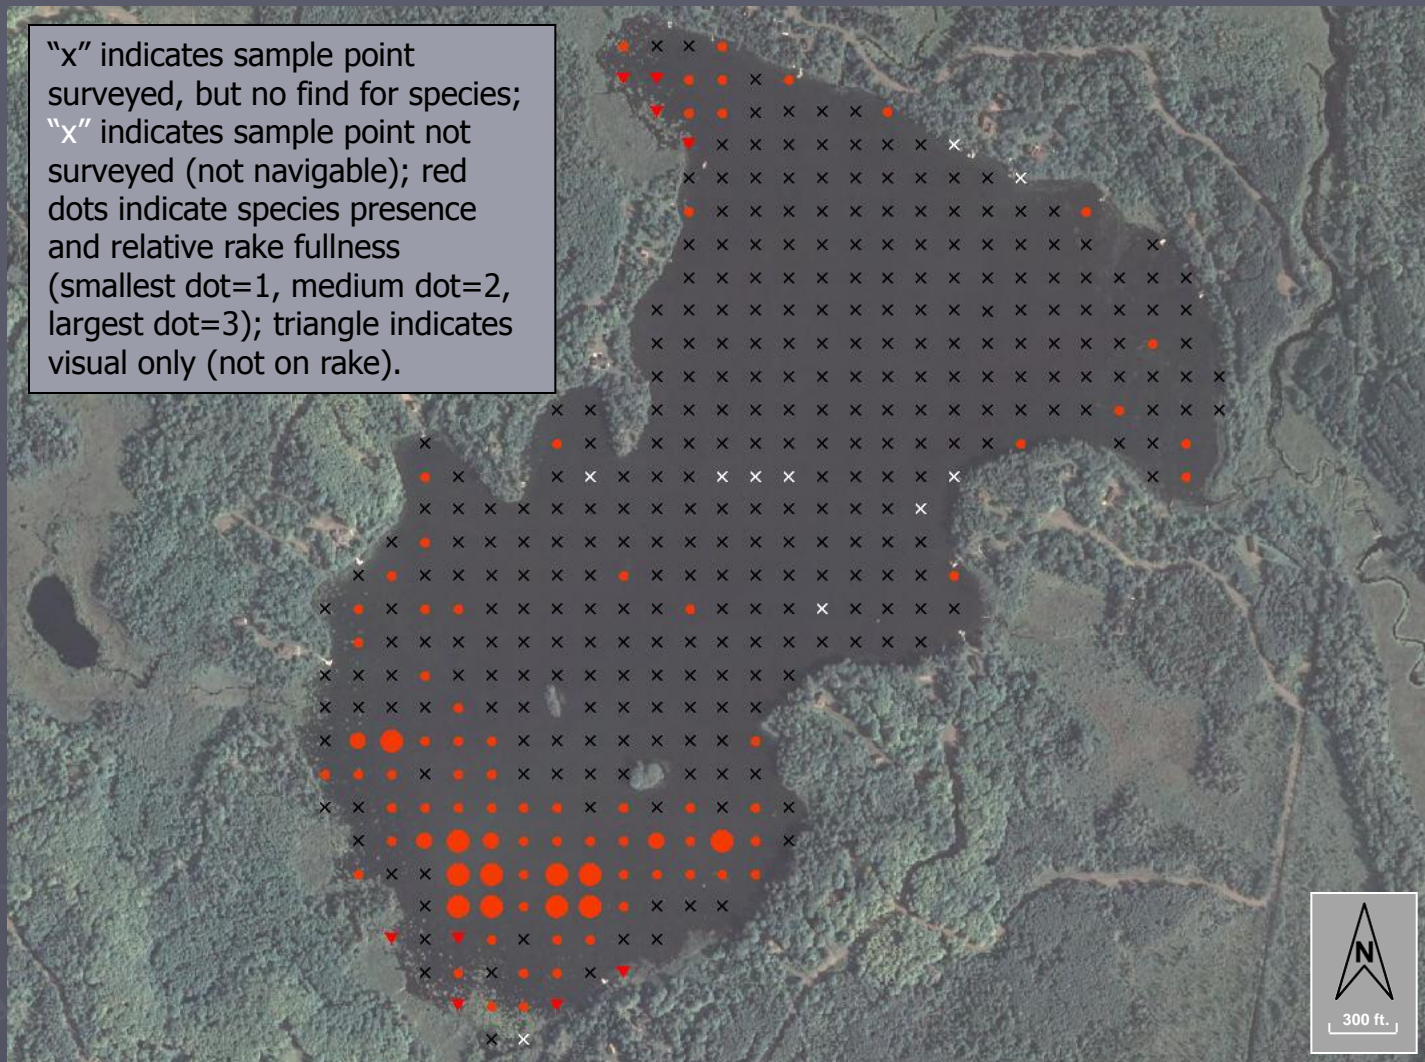 “x” indicates sample point
surveyed, but no find for species;
“x” indicates sample point not
surveyed (not navigable); red
dots indicate species presence
and relative rake fullness
(smallest dot=1, medium dot=2,
largest dot=3); triangle indicates
visual only (not on rake).
N
300 ft.